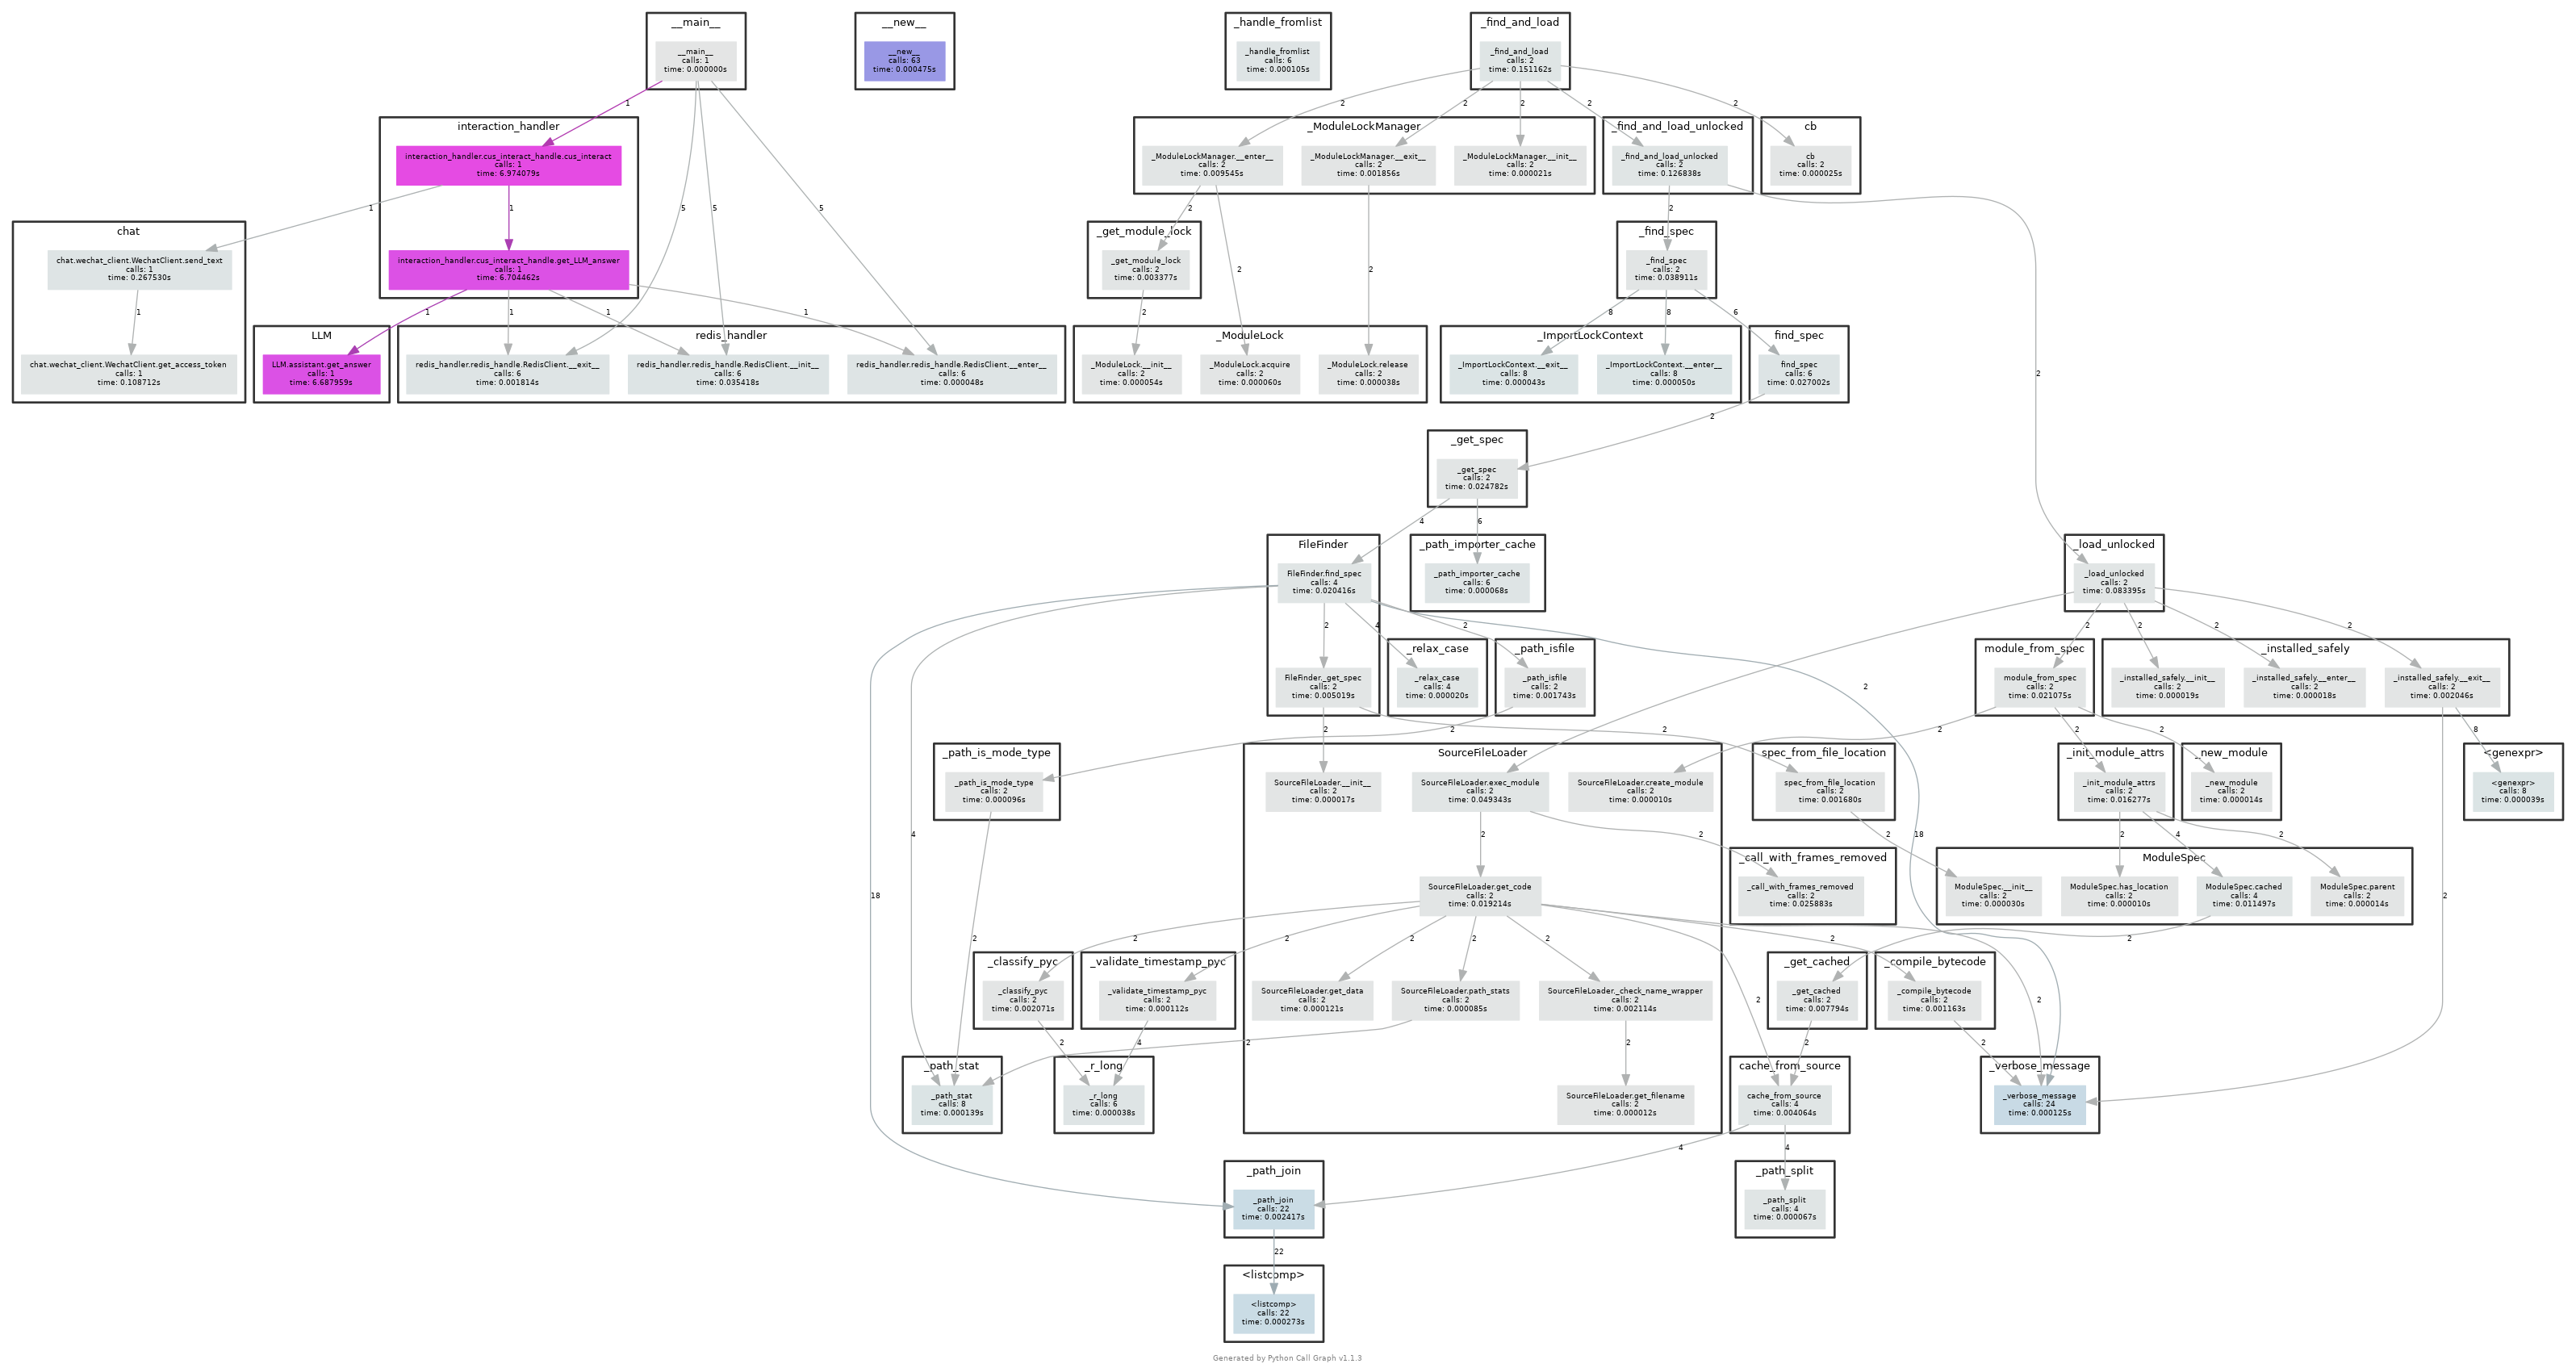 __main__
__main__
calls: 1
time: 0.000000s
__new__
__new__
calls: 63
time: 0.000475s
_handle_fromlist
_handle_fromlist
calls: 6
time: 0.000105s
_find_and_load
_find_and_load
calls: 2
time: 0.151162s
1
2
2
2
2
2
interaction_handler
interaction_handler.cus_interact_handle.cus_interact
calls: 1
time: 6.974079s
_ModuleLockManager
_ModuleLockManager.__enter__
calls: 2
time: 0.009545s
_ModuleLockManager.__exit__
calls: 2
time: 0.001856s
_ModuleLockManager.__init__
calls: 2
time: 0.000021s
_find_and_load_unlocked
_find_and_load_unlocked
calls: 2
time: 0.126838s
cb
cb
calls: 2
time: 0.000025s
1
1
5
5
5
2
2
chat
chat.wechat_client.WechatClient.send_text
calls: 1
time: 0.267530s
interaction_handler.cus_interact_handle.get_LLM_answer
calls: 1
time: 6.704462s
_get_module_lock
_get_module_lock
calls: 2
time: 0.003377s
2
2
_find_spec
_find_spec
calls: 2
time: 0.038911s
1
1
1
1
1
2
8
8
6
chat.wechat_client.WechatClient.get_access_token
calls: 1
time: 0.108712s
LLM
LLM.assistant.get_answer
calls: 1
time: 6.687959s
redis_handler
redis_handler.redis_handle.RedisClient.__exit__
calls: 6
time: 0.001814s
redis_handler.redis_handle.RedisClient.__init__
calls: 6
time: 0.035418s
redis_handler.redis_handle.RedisClient.__enter__
calls: 6
time: 0.000048s
_ModuleLock
_ModuleLock.__init__
calls: 2
time: 0.000054s
_ModuleLock.acquire
calls: 2
time: 0.000060s
_ModuleLock.release
calls: 2
time: 0.000038s
_ImportLockContext
_ImportLockContext.__exit__
calls: 8
time: 0.000043s
_ImportLockContext.__enter__
calls: 8
time: 0.000050s
find_spec
find_spec
calls: 6
time: 0.027002s
2
2
_get_spec
_get_spec
calls: 2
time: 0.024782s
4
6
FileFinder
FileFinder.find_spec
calls: 4
time: 0.020416s
_path_importer_cache
_path_importer_cache
calls: 6
time: 0.000068s
_load_unlocked
_load_unlocked
calls: 2
time: 0.083395s
2
4
2
2
2
2
2
FileFinder._get_spec
calls: 2
time: 0.005019s
_relax_case
_relax_case
calls: 4
time: 0.000020s
_path_isfile
_path_isfile
calls: 2
time: 0.001743s
2
module_from_spec
module_from_spec
calls: 2
time: 0.021075s
_installed_safely
_installed_safely.__init__
calls: 2
time: 0.000019s
_installed_safely.__enter__
calls: 2
time: 0.000018s
_installed_safely.__exit__
calls: 2
time: 0.002046s
2
2
2
2
2
2
8
_path_is_mode_type
_path_is_mode_type
calls: 2
time: 0.000096s
SourceFileLoader
SourceFileLoader.__init__
calls: 2
time: 0.000017s
SourceFileLoader.exec_module
calls: 2
time: 0.049343s
SourceFileLoader.create_module
calls: 2
time: 0.000010s
spec_from_file_location
spec_from_file_location
calls: 2
time: 0.001680s
_init_module_attrs
_init_module_attrs
calls: 2
time: 0.016277s
_new_module
_new_module
calls: 2
time: 0.000014s
<genexpr>
<genexpr>
calls: 8
time: 0.000039s
4
2
2
2
18
2
4
2
18
SourceFileLoader.get_code
calls: 2
time: 0.019214s
_call_with_frames_removed
_call_with_frames_removed
calls: 2
time: 0.025883s
ModuleSpec
ModuleSpec.__init__
calls: 2
time: 0.000030s
ModuleSpec.has_location
calls: 2
time: 0.000010s
ModuleSpec.cached
calls: 4
time: 0.011497s
ModuleSpec.parent
calls: 2
time: 0.000014s
2
2
2
2
2
2
2
2
2
_classify_pyc
_classify_pyc
calls: 2
time: 0.002071s
_validate_timestamp_pyc
_validate_timestamp_pyc
calls: 2
time: 0.000112s
SourceFileLoader.get_data
calls: 2
time: 0.000121s
SourceFileLoader.path_stats
calls: 2
time: 0.000085s
SourceFileLoader._check_name_wrapper
calls: 2
time: 0.002114s
2
_get_cached
_get_cached
calls: 2
time: 0.007794s
_compile_bytecode
_compile_bytecode
calls: 2
time: 0.001163s
2
2
4
2
2
2
2
_path_stat
_path_stat
calls: 8
time: 0.000139s
_r_long
_r_long
calls: 6
time: 0.000038s
SourceFileLoader.get_filename
calls: 2
time: 0.000012s
cache_from_source
cache_from_source
calls: 4
time: 0.004064s
_verbose_message
_verbose_message
calls: 24
time: 0.000125s
4
4
_path_join
_path_join
calls: 22
time: 0.002417s
_path_split
_path_split
calls: 4
time: 0.000067s
22
<listcomp>
<listcomp>
calls: 22
time: 0.000273s
Generated by Python Call Graph v1.1.3